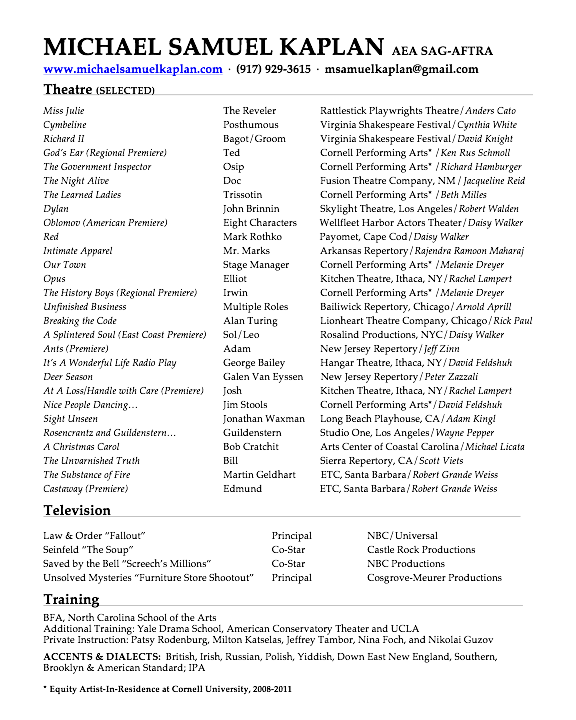 MICHAEL SAMUEL KAPLAN AEA SAG-AFTRA
www.michaelsamuelkaplan.com · (917) 929-3615 · msamuelkaplan@gmail.com
Theatre (SELECTED)
Miss Julie The Reveler Rattlestick Playwrights Theatre/Anders Cato
Cymbeline Posthumous Virginia Shakespeare Festival/Cynthia White
Richard II Bagot/Groom Virginia Shakespeare Festival/David Knight
God's Ear (Regional Premiere) Ted Cornell Performing Arts* /Ken Rus Schmoll
The Government Inspector Osip Cornell Performing Arts* /Richard Hamburger
The Night Alive Doc Fusion Theatre Company, NM/Jacqueline Reid
The Learned Ladies Trissotin Cornell Performing Arts* /Beth Milles
Dylan John Brinnin Skylight Theatre, Los Angeles/Robert Walden
Oblomov (American Premiere) Eight Characters Wellfleet Harbor Actors Theater/Daisy Walker
Red Mark Rothko Payomet, Cape Cod/Daisy Walker
Intimate Apparel Mr. Marks Arkansas Repertory/Rajendra Ramoon Maharaj
Our Town Stage Manager Cornell Performing Arts* /Melanie Dreyer
Opus Elliot Kitchen Theatre, Ithaca, NY/Rachel Lampert
The History Boys (Regional Premiere) Irwin Cornell Performing Arts* /Melanie Dreyer
Unfinished Business Multiple Roles Bailiwick Repertory, Chicago/Arnold Aprill
Breaking the Code Alan Turing Lionheart Theatre Company, Chicago/Rick Paul
A Splintered Soul (East Coast Premiere) Sol/Leo Rosalind Productions, NYC/David Walker
Ants (Premiere) Adam New Jersey Repertory/Jeff Zinn
It's A Wonderful Life Radio Play George Bailey Hangar Theatre, Ithaca, NY/David Feldshuh
Deer Season Galen Van Eyssen New Jersey Repertory/Peter Zazzali
At A Loss/Handle with Care (Premiere) Josh Kitchen Theatre, Ithaca, NY/Rachel Lampert
Nice People Dancing… Jim Stools Cornell Performing Arts*/David Feldshuh
Sight Unseen Jonathan Waxman Long Beach Playhouse, CA/Adam Kingl
Rosencrantz and Guildenstern… Guildenstern Studio One, Los Angeles/Wayne Pepper
A Christmas Carol Bob Cratchit Arts Center of Coastal Carolina/Michael Licata
The Unvarnished Truth Bill Sierra Repertory, CA/Scott Viets
The Substance of Fire Martin Geldhart ETC, Santa Barbara/Robert Grande Weiss
Castaway (Premiere) Edmund ETC, Santa Barbara/Robert Grande Weiss
Television
Law & Order "Fallout" Principal NBC/Universal
Seinfeld "The Soup" Co-Star Castle Rock Productions
Saved by the Bell "Screech's Millions" Co-Star NBC Productions
Unsolved Mysteries "Furniture Store Shootout" Principal Cosgrove-Meurer Productions
Training
BFA, North Carolina School of the Arts
Additional Training: Yale Drama School, American Conservatory Theater and UCLA
Private Instruction: Patsy Rodenburg, Milton Katselas, Jeffrey Tambor, Nina Foch, and Nikolai Guzov
ACCENTS & DIALECTS: British, Irish, Russian, Polish, Yiddish, Down East New England, Southern,
Brooklyn & American Standard; IPA
* Equity Artist-In-Residence at Cornell University, 2008-2011